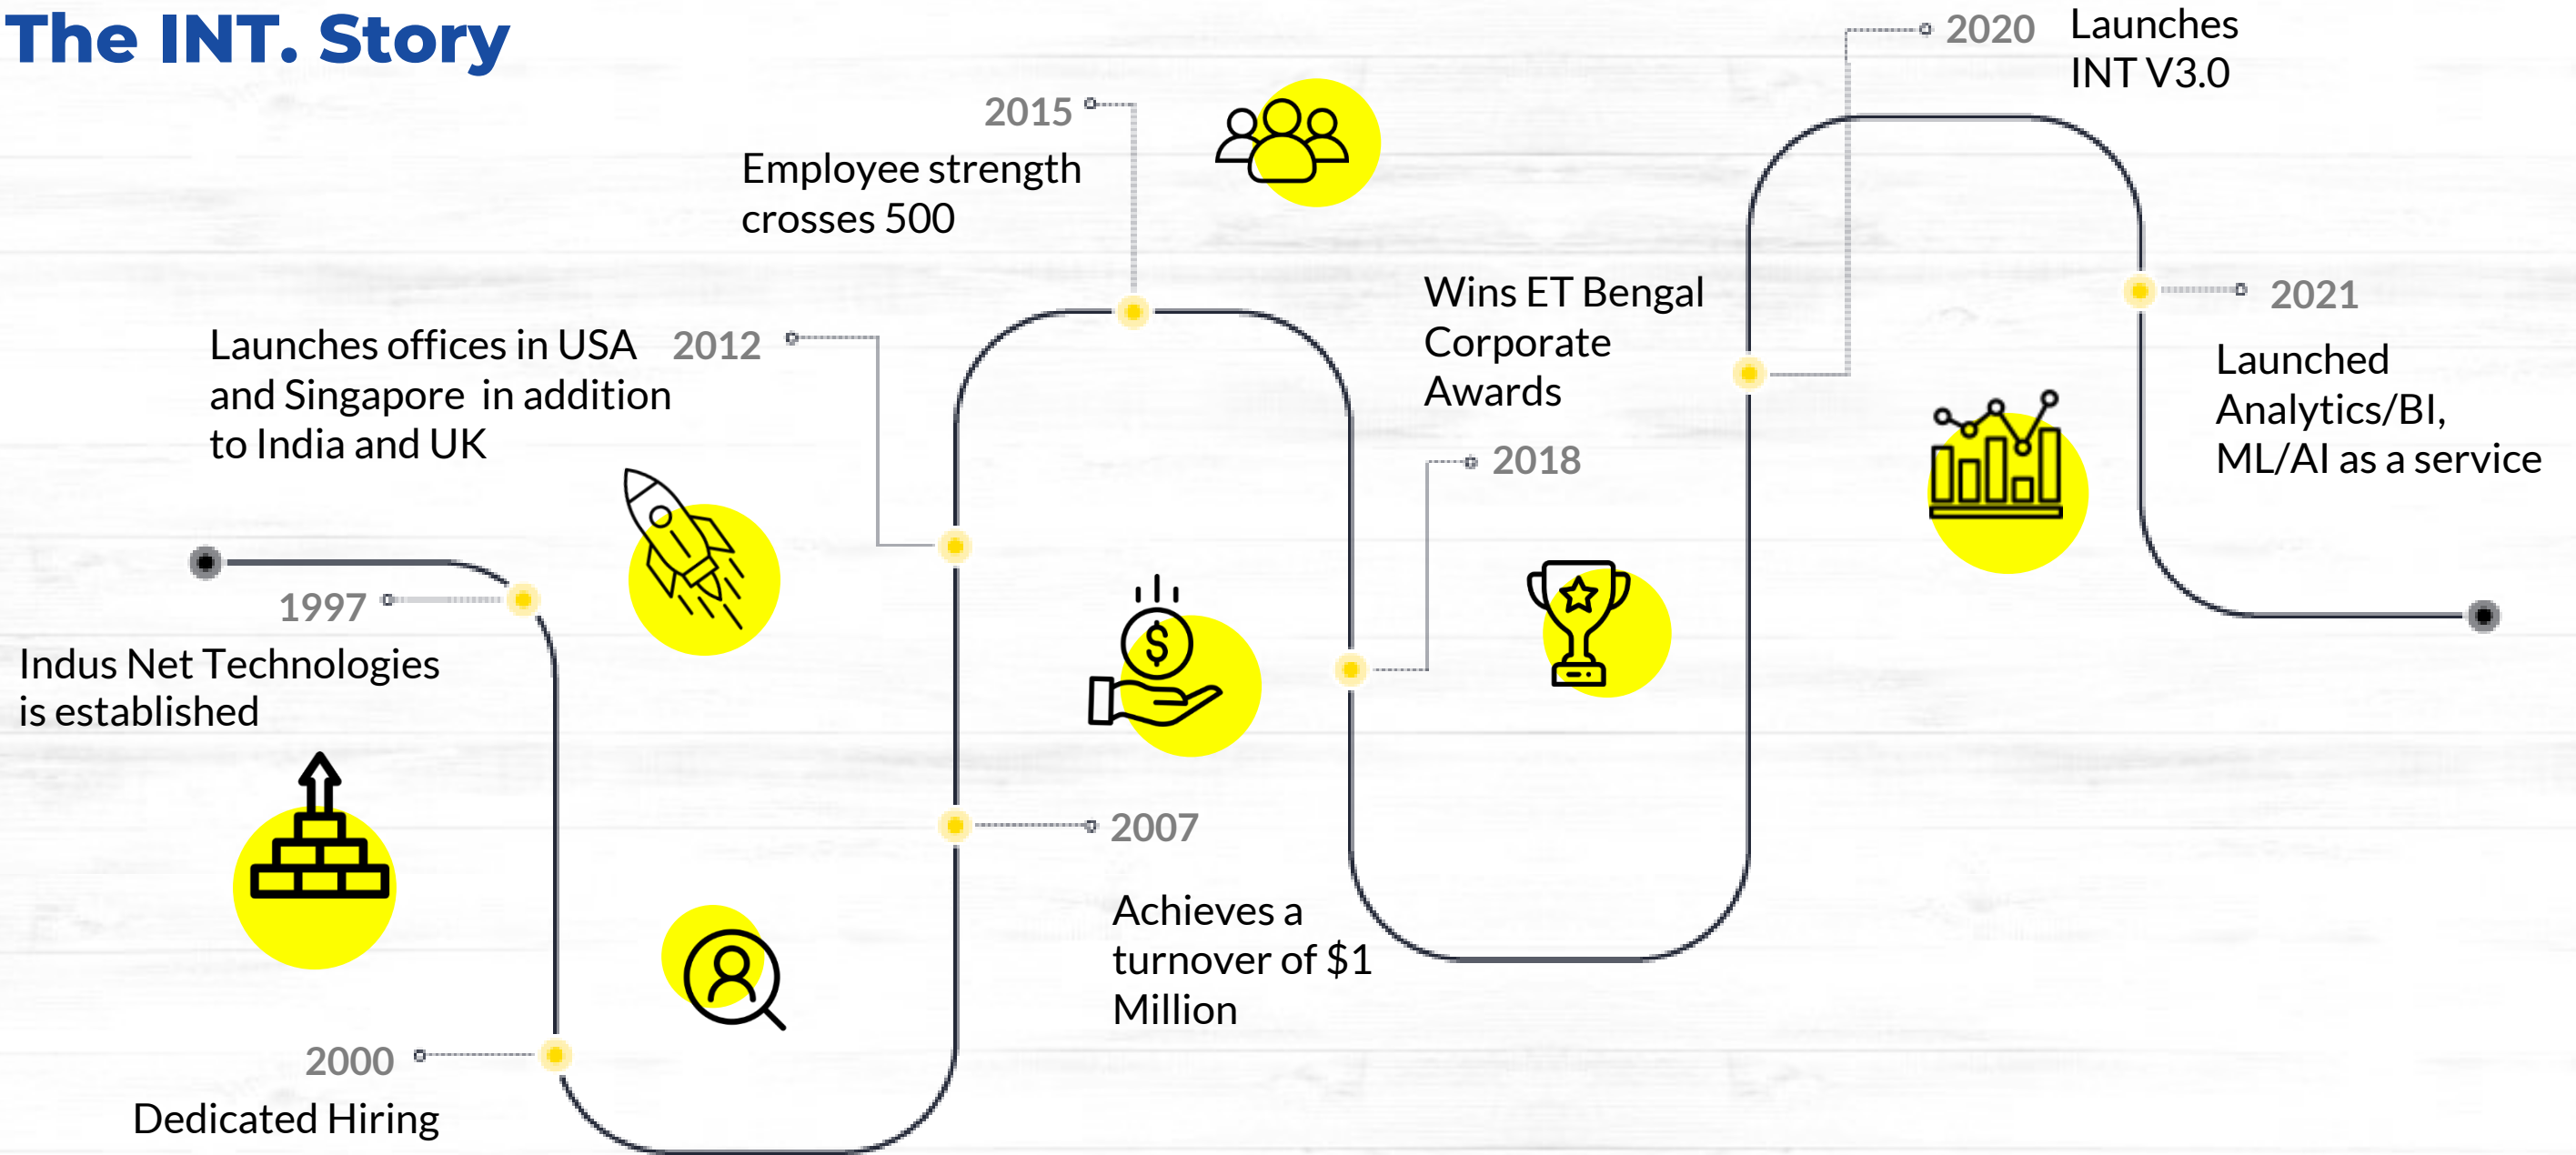 The INT. Story
1997
Indus Net Technologies
is established
2000
Dedicated Hiring
2007
Achieves a
turnover of $1
Million
2012
Launches offices in USA
and Singapore in addition
to India and UK
2015
Employee strength
crosses 500
Wins ET Bengal
Corporate
Awards
2018
2020
Launches
INT V3.0
2021
Launched
Analytics/BI,
ML/AI as a service